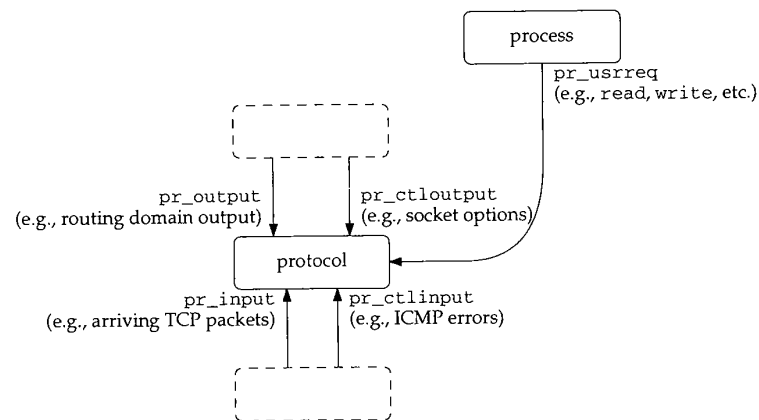 process
pr_usrreq
(e.g., read, write, etc.)
pr_output
(e.g., routing domain output)
pr_ctloutput
(e.g., socket options)
protocol
pr_input
(e.g., arriving TCP packets)
pr_ctlinput
(e.g., ICMP errors)